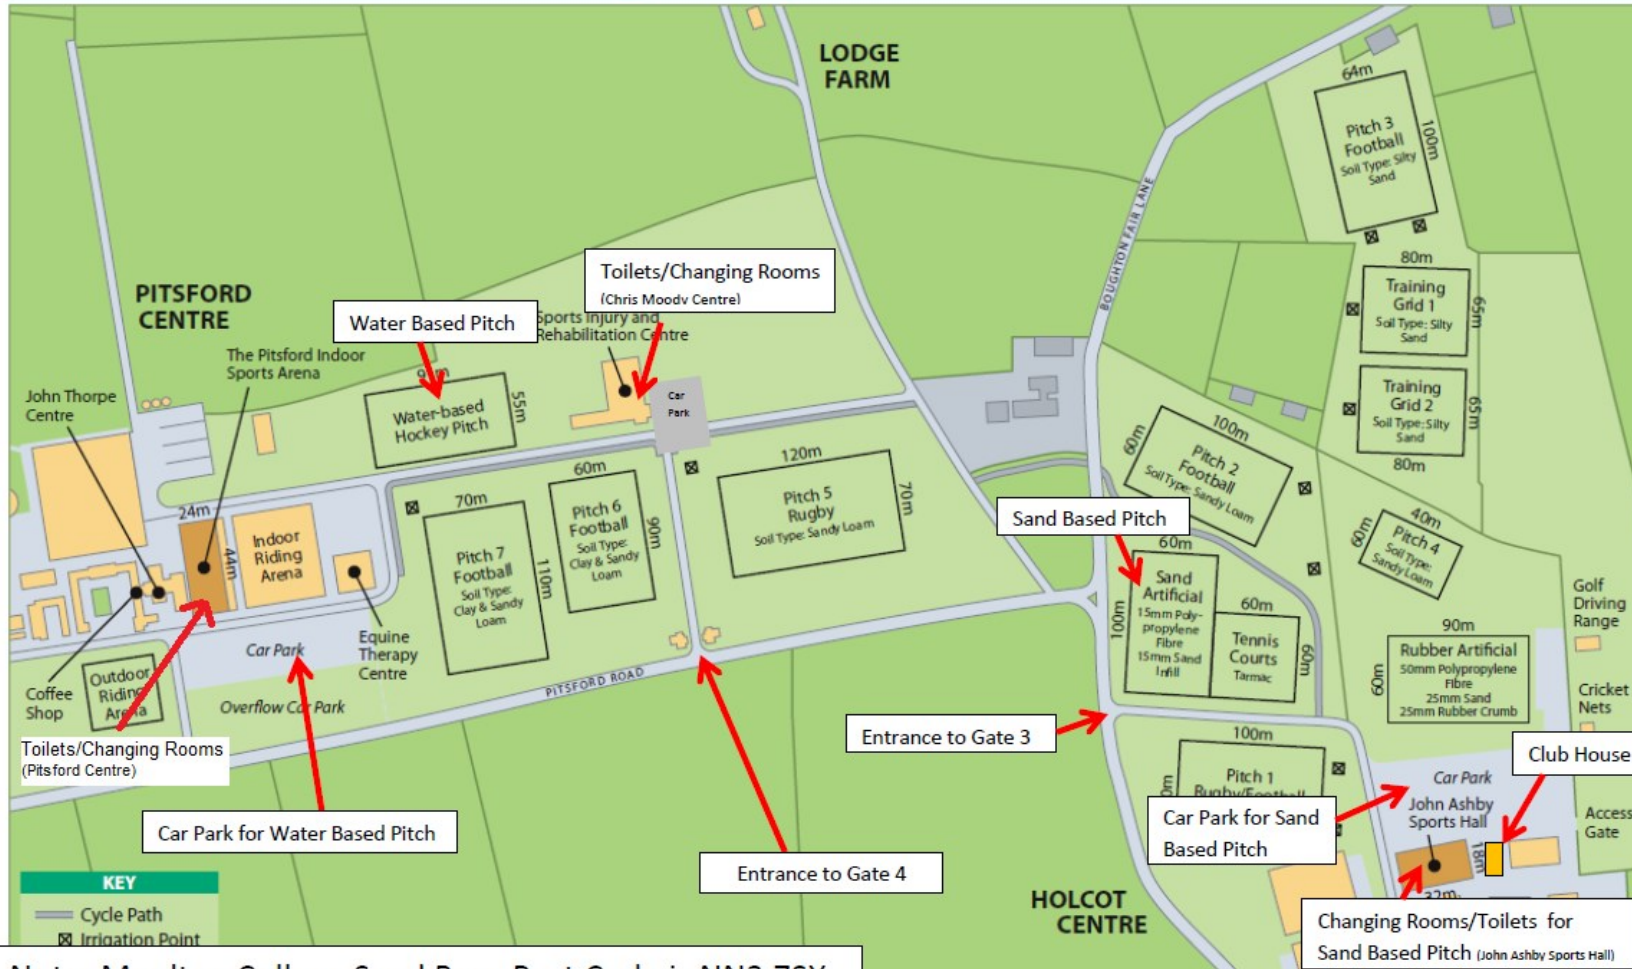 LODGE
FARM
64m
Pitch 3
Football
Soil Type: Silty
Sand
100m
BOUGHTON FAIR LANE
80m
Training
Grid 1
Soil Type: Silty
Sand
65m
Training
Grid 2
Soil Type: Silty
Sand
65m
80m
PITSFORD
CENTRE
Toilets/Changing Rooms
(Chris Moody Centre)
Water Based Pitch
Sports Injury and
Rehabilitation Centre
The Pitsford Indoor
Sports Arena
John Thorpe
Centre
Water-based
Hockey Pitch
55m
Car
Park
100m
60m
Pitch 2
Football
Soil Type: Sandy Loam
120m
Pitch 5
Rugby
Soil Type: Sandy Loam
70m
60m
Pitch 6
Football
Soil Type:
Clay & Sandy
Loam
90m
70m
Pitch 7
Football
Soil Type:
Clay & Sandy
Loam
110m
24m
44m
Indoor
Riding
Arena
Sand Based Pitch
60m
Sand
Artificial
15mm Poly-
propylene
Fibre
15mm Sand
Infill
100m
60m
Tennis
Courts
Tarmac
60m
40m
60m
Pitch 4
Soil Type:
Sandy Loam
Golf
Driving
Range
90m
60m
Rubber Artificial
50mm Polypropylene
Fibre
25mm Sand
25mm Rubber Crumb
Cricket
Nets
Equine
Therapy
Centre
Car Park
Overflow Car Park
Coffee
Shop
Outdoor
Riding
Arena
PITSFORD ROAD
Toilets/Changing Rooms
(Pitsford Centre)
Entrance to Gate 3
100m
Pitch 1
Rugby/Football
Club House
Car Park
John Ashby
Sports Hall
Car Park for Sand
Based Pitch
Access
Gate
18m
32m
Car Park for Water Based Pitch
Entrance to Gate 4
KEY
Cycle Path
Irrigation Point
HOLCOT
CENTRE
Changing Rooms/Toilets for
Sand Based Pitch (John Ashby Sports Hall)